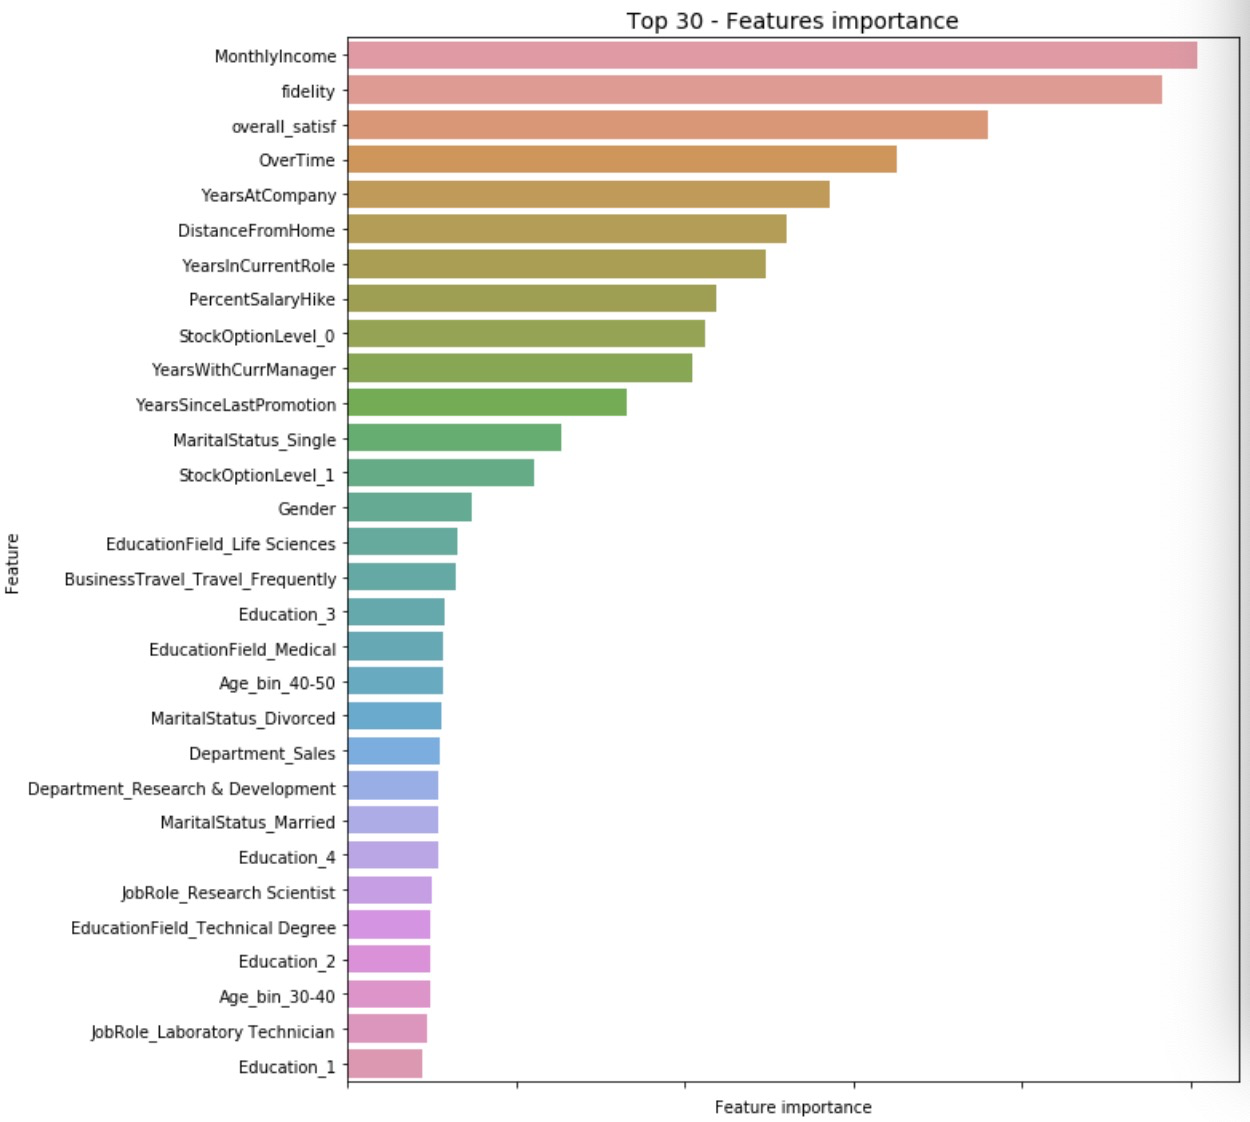 Top 30 - Features importance
MonthlyIncome
fidelity
overall_satisf
OverTime
YearsAtCompany
DistanceFromHome
YearsInCurrentRole
PercentSalaryHike
StockOptionLevel_0
YearsWithCurrManager
YearsSinceLastPromotion
MaritalStatus_Single
StockOptionLevel_1
Gender
EducationField_Life Sciences
BusinessTravel_Travel_Frequently
Education_3
EducationField_Medical
Age_bin_40-50
MaritalStatus_Divorced
Department_Sales
Department_Research & Development
MaritalStatus_Married
Education_4
JobRole_Research Scientist
EducationField_Technical Degree
Education_2
Age_bin_30-40
JobRole_Laboratory Technician
Education_1
Feature
Feature importance